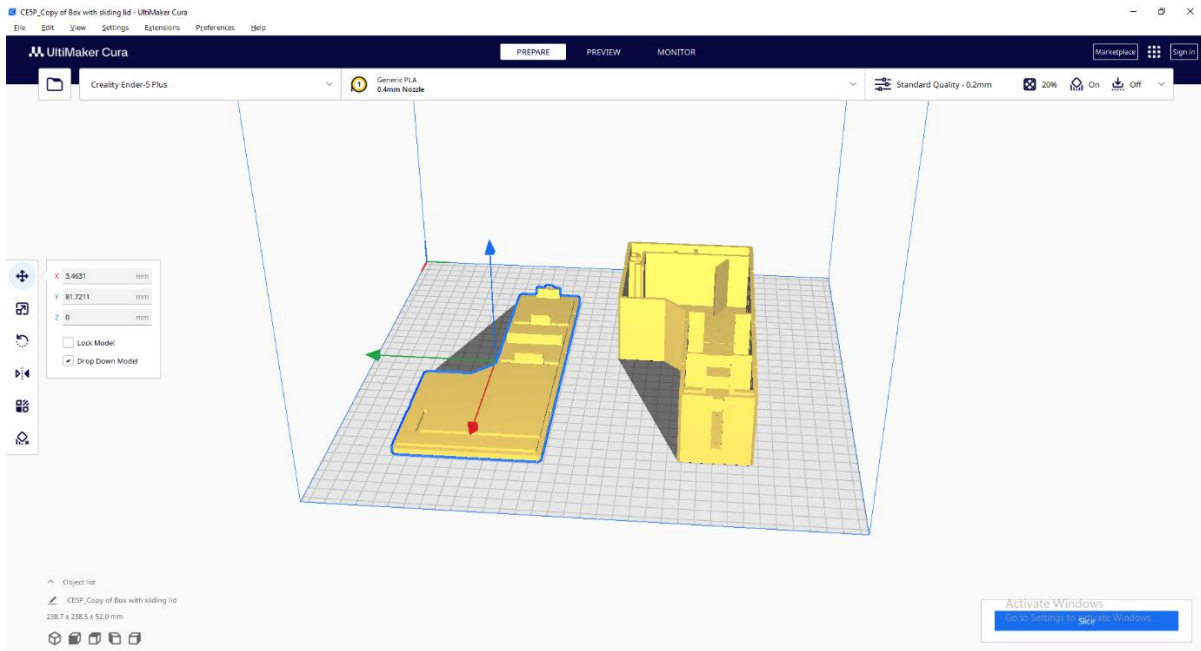 CE5P_Copy of Box with sliding lid - UltiMaker Cura
File Edit View Settings Extensions Preferences Help
UltiMaker Cura PREPARE PREVIEW MONITOR Marketplace Sign in
Creality Ender-5 Plus 1 Generic PLA Standard Quality - 0.2mm 20% On Off
0.4mm Nozzle
X 3.4631 mm
Y 81.7211 mm
Z 0 mm
Lock Model
Drop Down Model
Object list
CE5P_Copy of Box with sliding lid
238.7 x 238.5 x 52.0 mm
Activate Windows
Go to Settings to activate Windows.
Slice